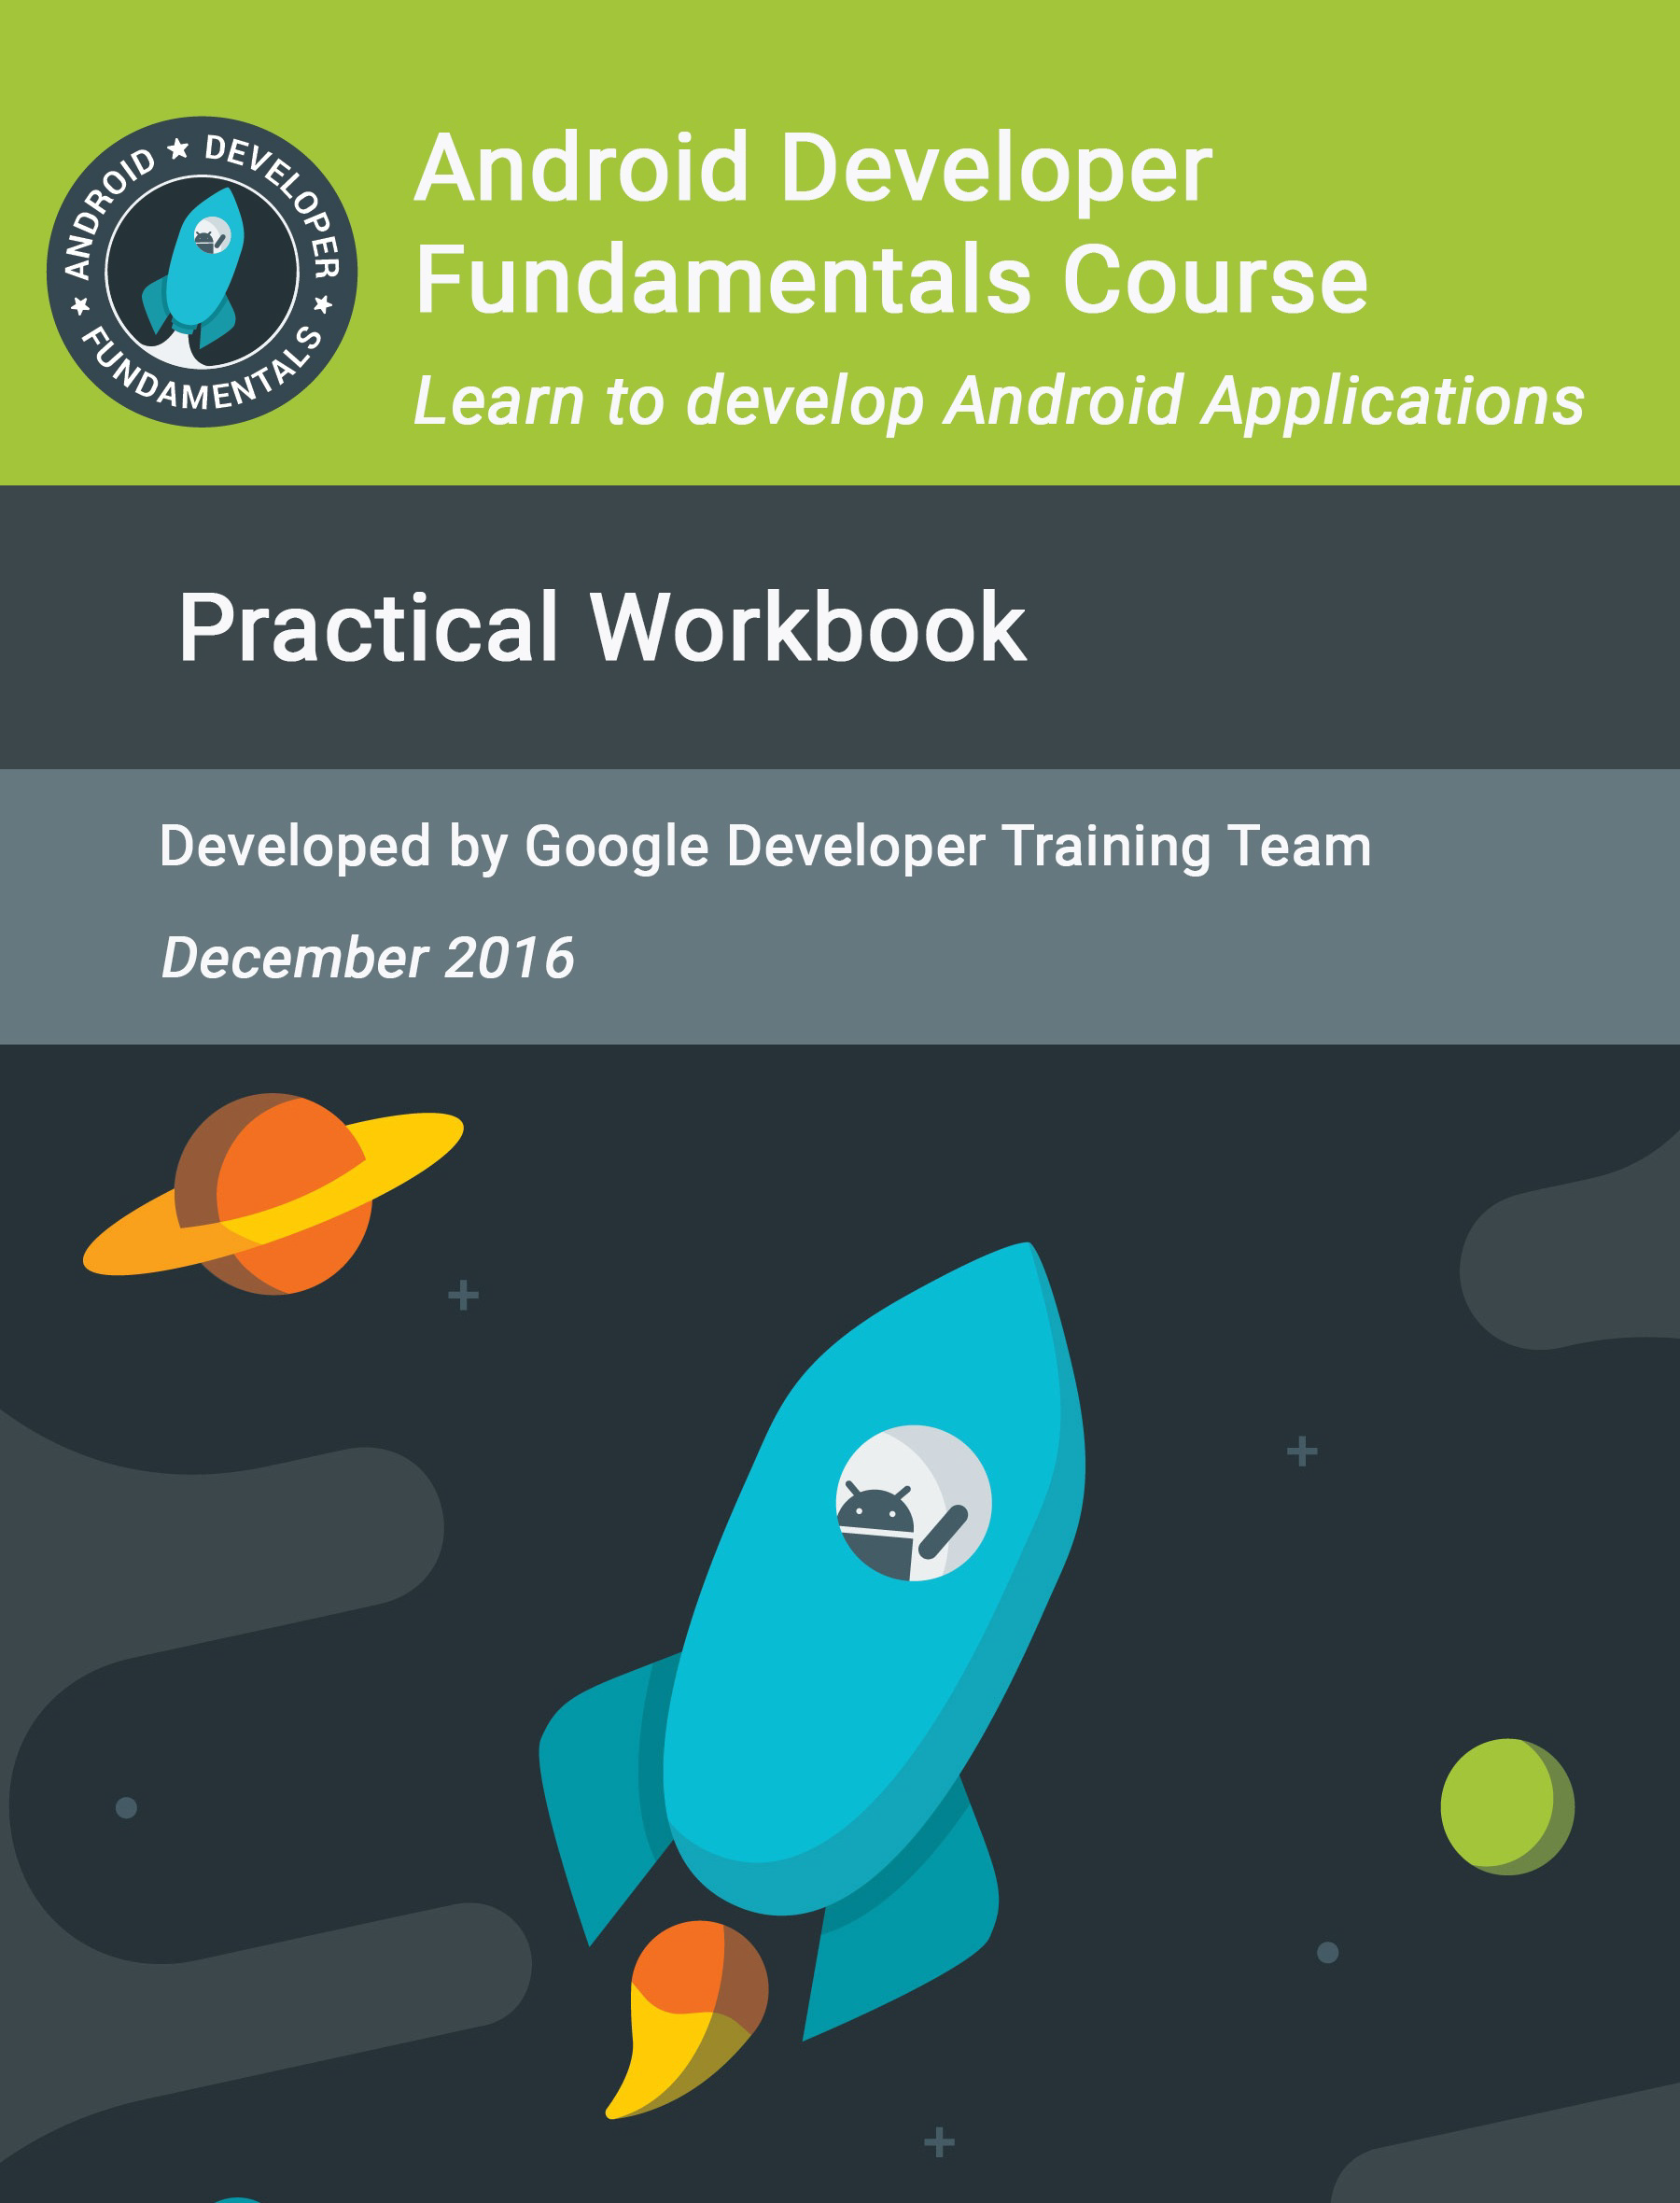 ANDROID ★ DEVELOPER ★ FUNDAMENTALS ★
Android Developer
Fundamentals Course
Learn to develop Android Applications
Practical Workbook
Developed by Google Developer Training Team
December 2016